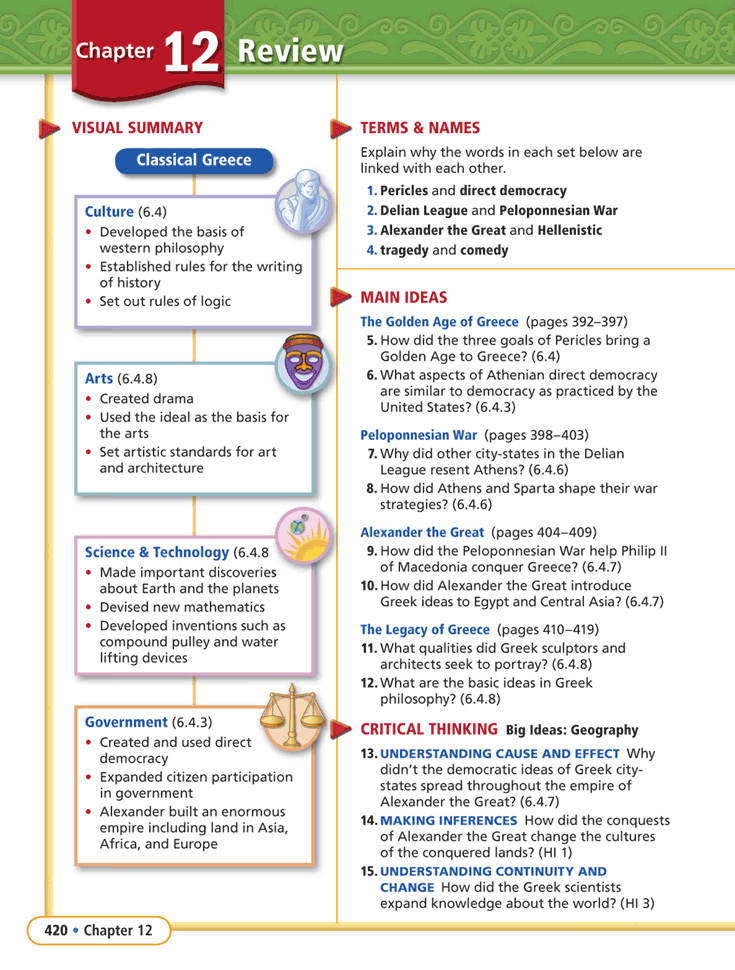 Chapter 12 Review
VISUAL SUMMARY
Classical Greece
Culture (6.4)
• Developed the basis of
western philosophy
• Established rules for the writing
of history
• Set out rules of logic
Arts (6.4.8)
• Created drama
• Used the ideal as the basis for
the arts
• Set artistic standards for art
and architecture
Science & Technology (6.4.8
• Made important discoveries
about Earth and the planets
• Devised new mathematics
• Developed inventions such as
compound pulley and water
lifting devices
Government (6.4.3)
• Created and used direct
democracy
• Expanded citizen participation
in government
• Alexander built an enormous
empire including land in Asia,
Africa, and Europe
TERMS & NAMES
Explain why the words in each set below are
linked with each other.
1. Pericles and direct democracy
2. Delian League and Peloponnesian War
3. Alexander the Great and Hellenistic
4. tragedy and comedy
MAIN IDEAS
The Golden Age of Greece (pages 392–397)
5. How did the three goals of Pericles bring a
Golden Age to Greece? (6.4)
6. What aspects of Athenian direct democracy
are similar to democracy as practiced by the
United States? (6.4.3)
Peloponnesian War (pages 398–403)
7. Why did other city-states in the Delian
League resent Athens? (6.4.6)
8. How did Athens and Sparta shape their war
strategies? (6.4.6)
Alexander the Great (pages 404–409)
9. How did the Peloponnesian War help Philip II
of Macedonia conquer Greece? (6.4.7)
10. How did Alexander the Great introduce
Greek ideas to Egypt and Central Asia? (6.4.7)
The Legacy of Greece (pages 410–419)
11. What qualities did Greek sculptors and
architects seek to portray? (6.4.8)
12. What are the basic ideas in Greek
philosophy? (6.4.8)
CRITICAL THINKING Big Ideas: Geography
13. UNDERSTANDING CAUSE AND EFFECT Why
didn't the democratic ideas of Greek city-
states spread throughout the empire of
Alexander the Great? (6.4.7)
14. MAKING INFERENCES How did the conquests
of Alexander the Great change the cultures
of the conquered lands? (HI 1)
15. UNDERSTANDING CONTINUITY AND
CHANGE How did the Greek scientists
expand knowledge about the world? (HI 3)
420 • Chapter 12